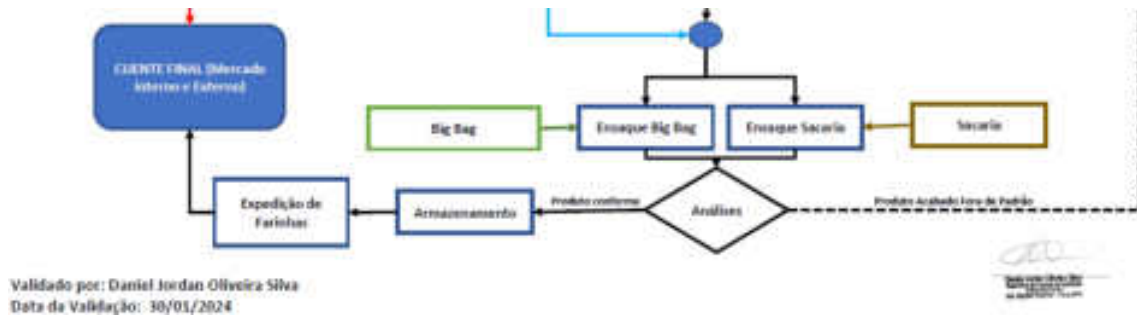 CLIENTE FINAL (Mercado
Interno e Externo)
Big Bag
Ensaque Big Bag
Ensaque Sacaria
Sacaria
Expedição de
Farinhas
Armazenamento
Produto conforme
Análises
Produto Acabado Fora de Padrão
Validado por: Daniel Jordan Oliveira Silva
Data da Validação: 30/01/2024